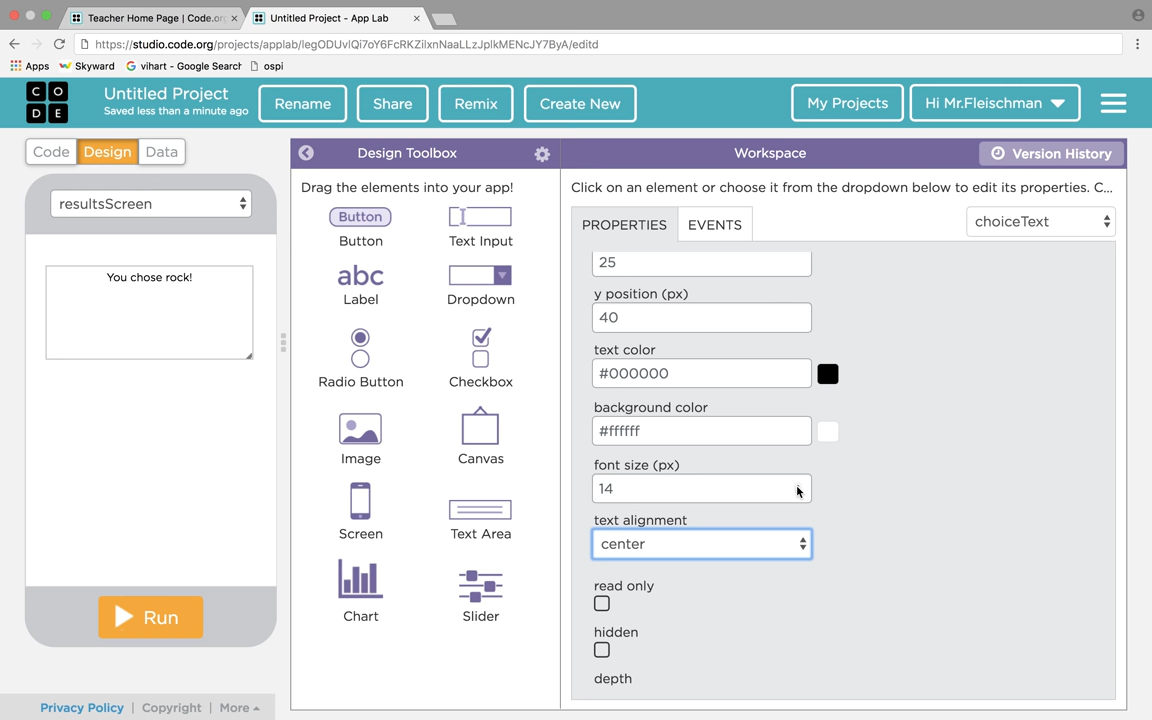 Teacher Home Page | Code.or
Untitled Project - App Lab
https://studio.code.org/projects/applab/legODUvlQi7oY6FcRKZilxnNaaLLzJplkMENcJY7ByA/editd
Apps Skyward vihart - Google Search ospi
CODE
Untitled Project
Saved less than a minute ago
Rename Share Remix Create New My Projects Hi Mr.Fleischman
Code Design Data
Design Toolbox
Workspace
Version History
resultsScreen
You chose rock!
Run
Drag the elements into your app!
Button
Button Text Input
abc
Label Dropdown
Radio Button Checkbox
Image Canvas
Screen Text Area
Chart Slider
Click on an element or choose it from the dropdown below to edit its properties. C...
PROPERTIES EVENTS
choiceText
25
y position (px)
40
text color
#000000
background color
#ffffff
font size (px)
14
text alignment
center
read only
hidden
depth
Privacy Policy | Copyright | More